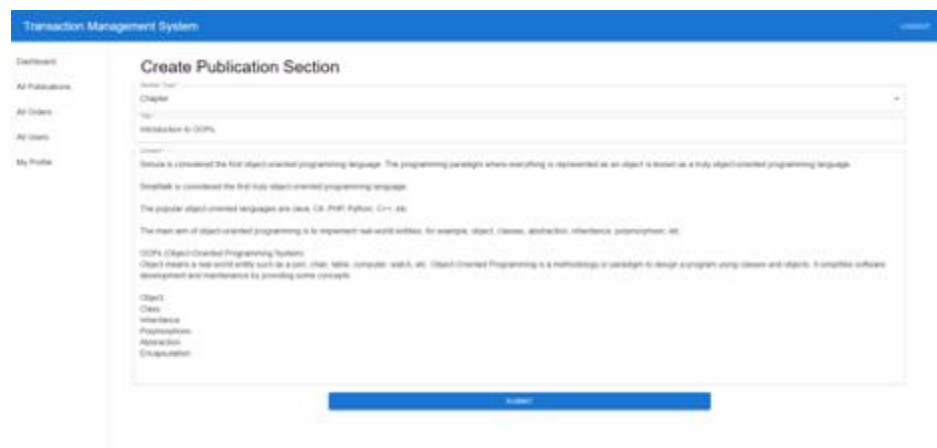 Transaction Management System
LOGOUT
Dashboard
All Publications
All Orders
All Users
My Profile
Create Publication Section
Section Type
Chapter
Title
Introduction to OOPs
Content
Simula is considered the first object-oriented programming language. The programming paradigm where everything is represented as an object is known as a truly object-oriented programming language.
Smalltalk is considered the first truly object-oriented programming language.
The popular object-oriented languages are Java, C#, PHP, Python, C++, etc.
The main aim of object-oriented programming is to implement real-world entities, for example, object, classes, abstraction, inheritance, polymorphism, etc.
OOPs (Object-Oriented Programming System)
Object means a real-world entity such as a pen, chair, table, computer, watch, etc. Object-Oriented Programming is a methodology or paradigm to design a program using classes and objects. It simplifies software
development and maintenance by providing some concepts:
Object
Class
Inheritance
Polymorphism
Abstraction
Encapsulation
SUBMIT